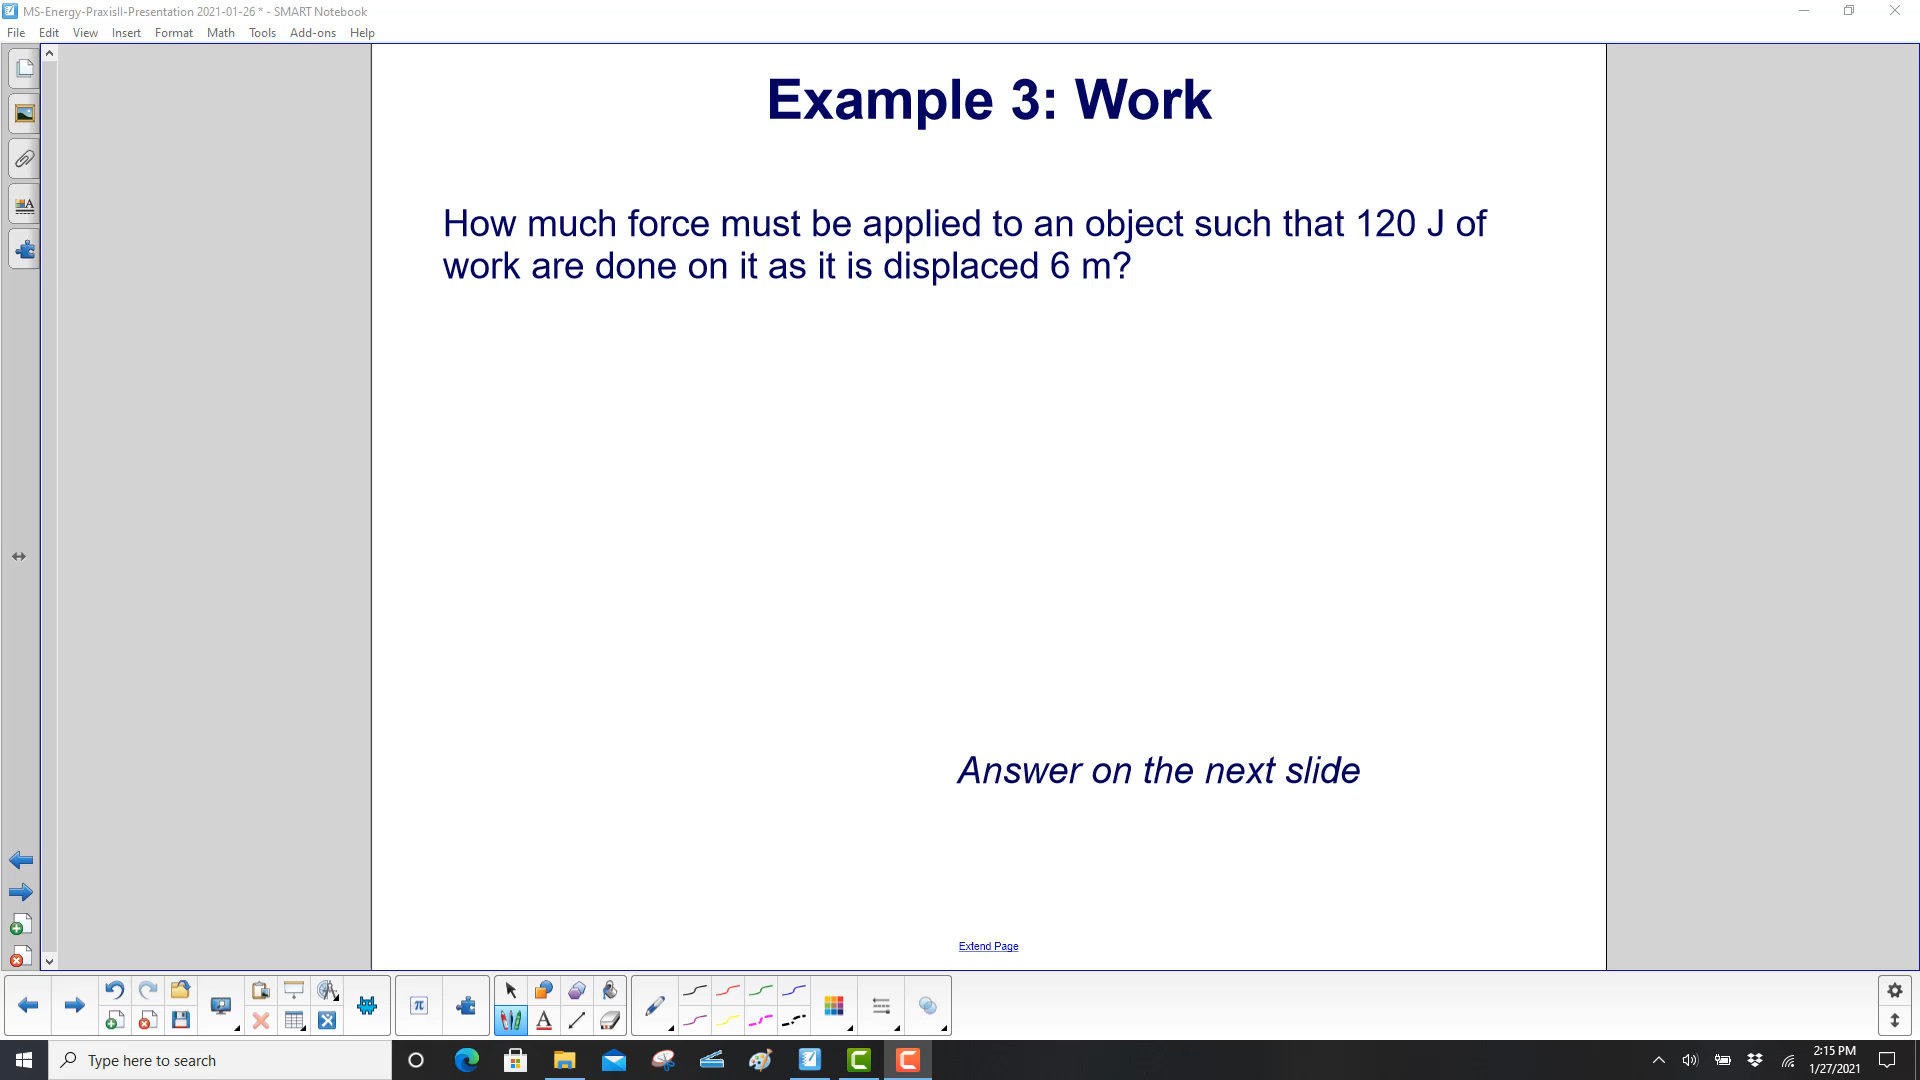 MS-Energy-PraxisII-Presentation 2021-01-26 * - SMART Notebook
File Edit View Insert Format Math Tools Add-ons Help
Example 3: Work
How much force must be applied to an object such that 120 J of
work are done on it as it is displaced 6 m?
Answer on the next slide
Extend Page
π
A
Type here to search
2:15 PM
1/27/2021